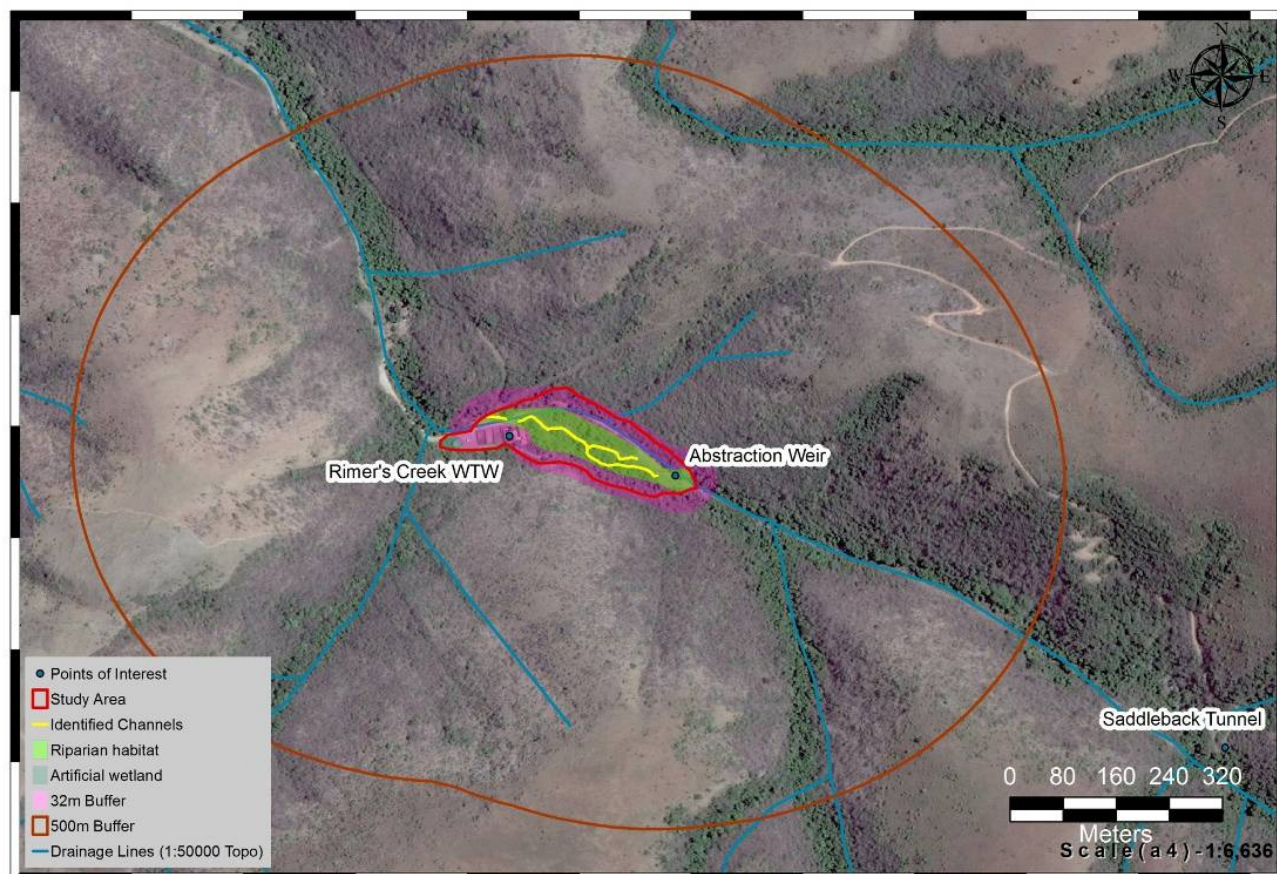 N
W
E
S
Rimer's Creek WTW
Abstraction Weir
Saddleback Tunnel
Points of Interest
Study Area
Identified Channels
Riparian habitat
Artificial wetland
32m Buffer
500m Buffer
Drainage Lines (1:50000 Topo)
0 80 160 240 320
Meters
Scale(a4) -1:6,636